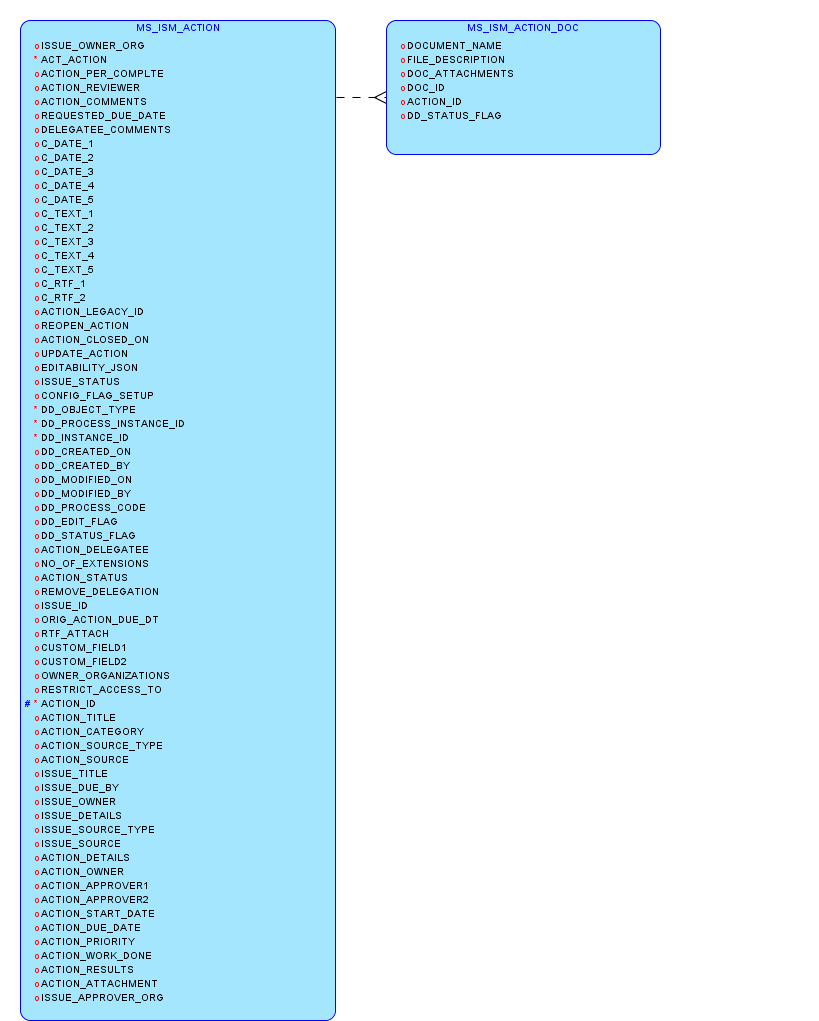 MS_ISM_ACTION
o ISSUE_OWNER_ORG
* ACT_ACTION
o ACTION_PER_COMPLTE
o ACTION_REVIEWER
o ACTION_COMMENTS
o REQUESTED_DUE_DATE
o DELEGATEE_COMMENTS
o C_DATE_1
o C_DATE_2
o C_DATE_3
o C_DATE_4
o C_DATE_5
o C_TEXT_1
o C_TEXT_2
o C_TEXT_3
o C_TEXT_4
o C_TEXT_5
o C_RTF_1
o C_RTF_2
o ACTION_LEGACY_ID
o REOPEN_ACTION
o ACTION_CLOSED_ON
o UPDATE_ACTION
o EDITABILITY_JSON
o ISSUE_STATUS
o CONFIG_FLAG_SETUP
* DD_OBJECT_TYPE
* DD_PROCESS_INSTANCE_ID
* DD_INSTANCE_ID
o DD_CREATED_ON
o DD_CREATED_BY
o DD_MODIFIED_ON
o DD_MODIFIED_BY
o DD_PROCESS_CODE
o DD_EDIT_FLAG
o DD_STATUS_FLAG
o ACTION_DELEGATEE
o NO_OF_EXTENSIONS
o ACTION_STATUS
o REMOVE_DELEGATION
o ISSUE_ID
o ORIG_ACTION_DUE_DT
o RTF_ATTACH
o CUSTOM_FIELD1
o CUSTOM_FIELD2
o OWNER_ORGANIZATIONS
o RESTRICT_ACCESS_TO
# * ACTION_ID
o ACTION_TITLE
o ACTION_CATEGORY
o ACTION_SOURCE_TYPE
o ACTION_SOURCE
o ISSUE_TITLE
o ISSUE_DUE_BY
o ISSUE_OWNER
o ISSUE_DETAILS
o ISSUE_SOURCE_TYPE
o ISSUE_SOURCE
o ACTION_DETAILS
o ACTION_OWNER
o ACTION_APPROVER1
o ACTION_APPROVER2
o ACTION_START_DATE
o ACTION_DUE_DATE
o ACTION_PRIORITY
o ACTION_WORK_DONE
o ACTION_RESULTS
o ACTION_ATTACHMENT
o ISSUE_APPROVER_ORG
MS_ISM_ACTION_DOC
o DOCUMENT_NAME
o FILE_DESCRIPTION
o DOC_ATTACHMENTS
o DOC_ID
o ACTION_ID
o DD_STATUS_FLAG